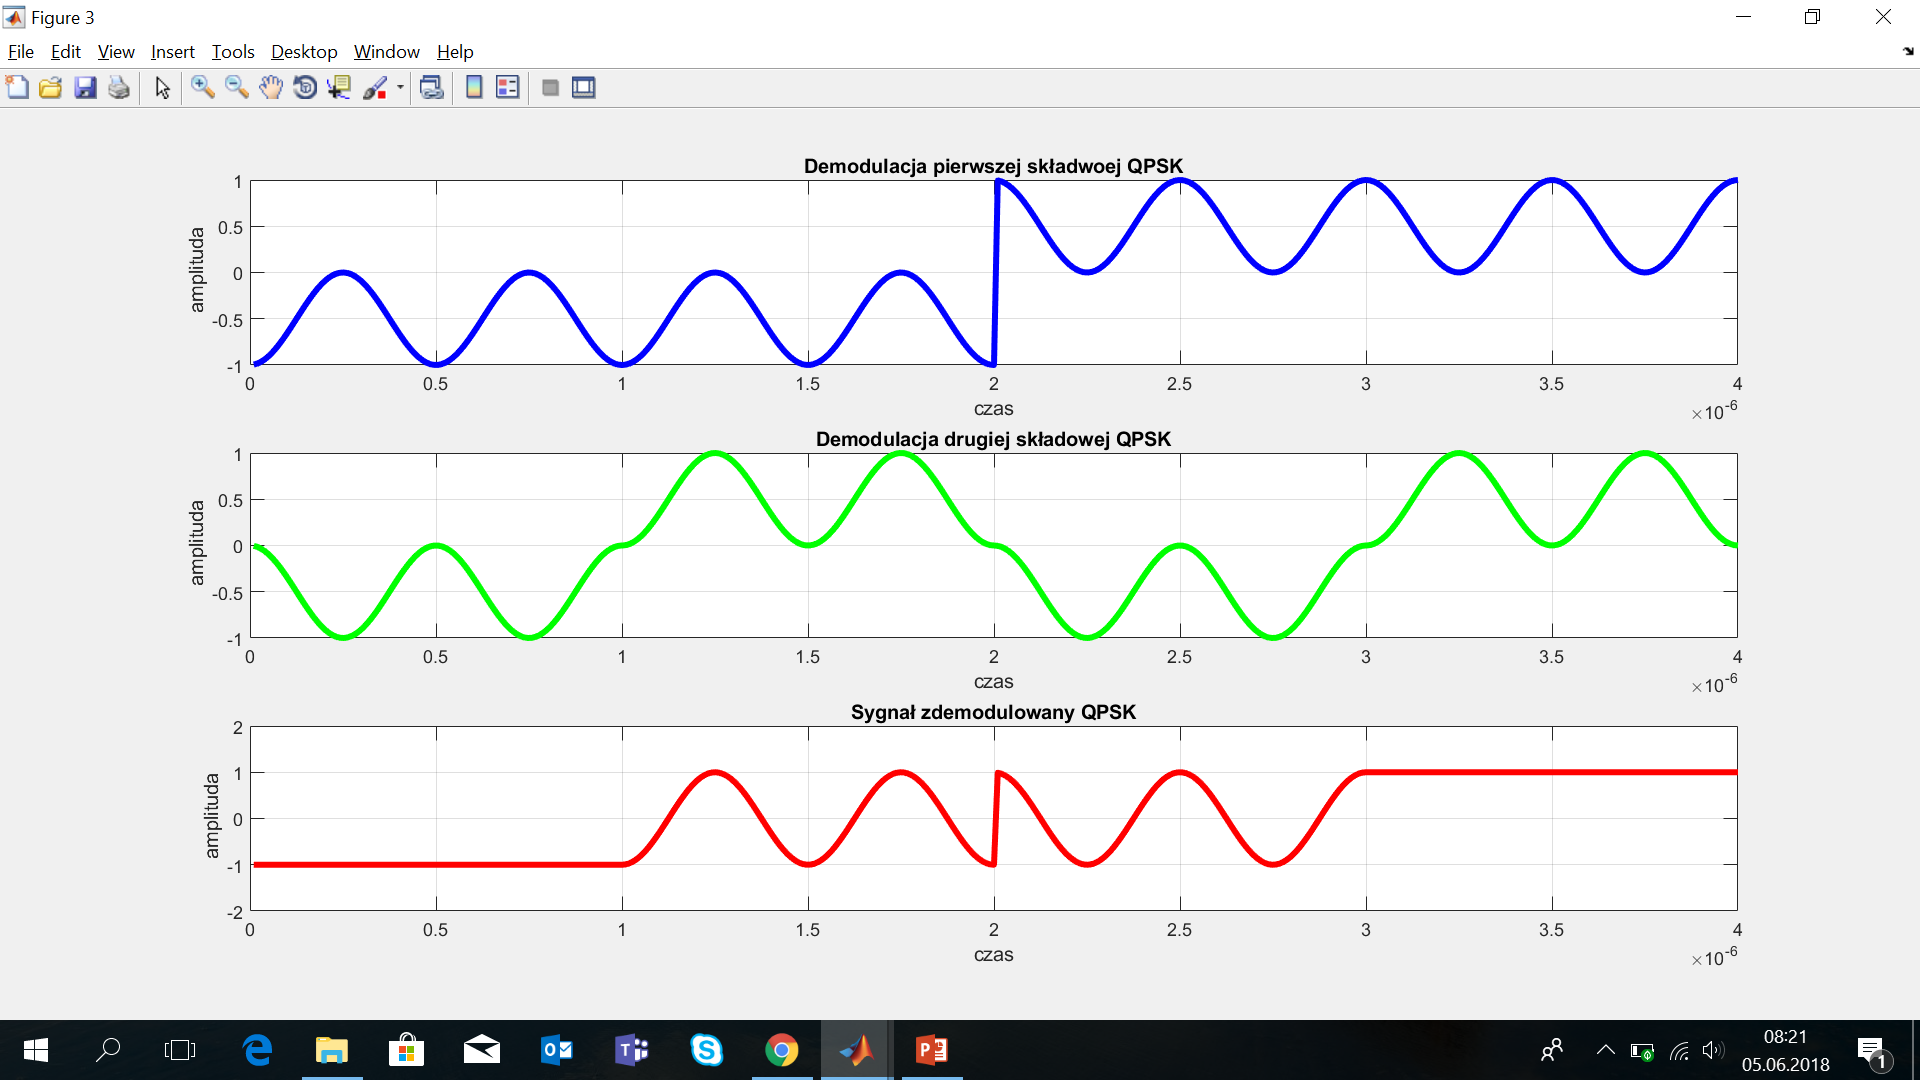 Figure 3
File Edit View Insert Tools Desktop Window Help
Demodulacja pierwszej składwoej QPSK
1
0.5
0
-0.5
-1
amplituda
0 0.5 1 1.5 2 2.5 3 3.5 4
czas
×10-6
Demodulacja drugiej składowej QPSK
1
0.5
0
-0.5
-1
amplituda
0 0.5 1 1.5 2 2.5 3 3.5 4
czas
×10-6
Sygnał zdemodulowany QPSK
2
1
0
-1
-2
amplituda
0 0.5 1 1.5 2 2.5 3 3.5 4
czas
×10-6
08:21
05.06.2018
1